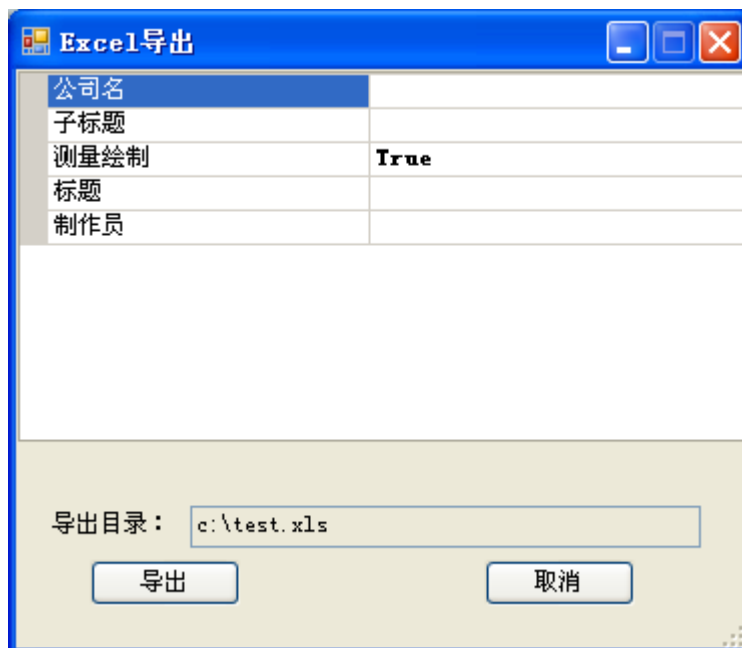 Excel导出
公司名
子标题
测量绘制 True
标题
制作员
导出目录： c:\test.xls
导出 取消